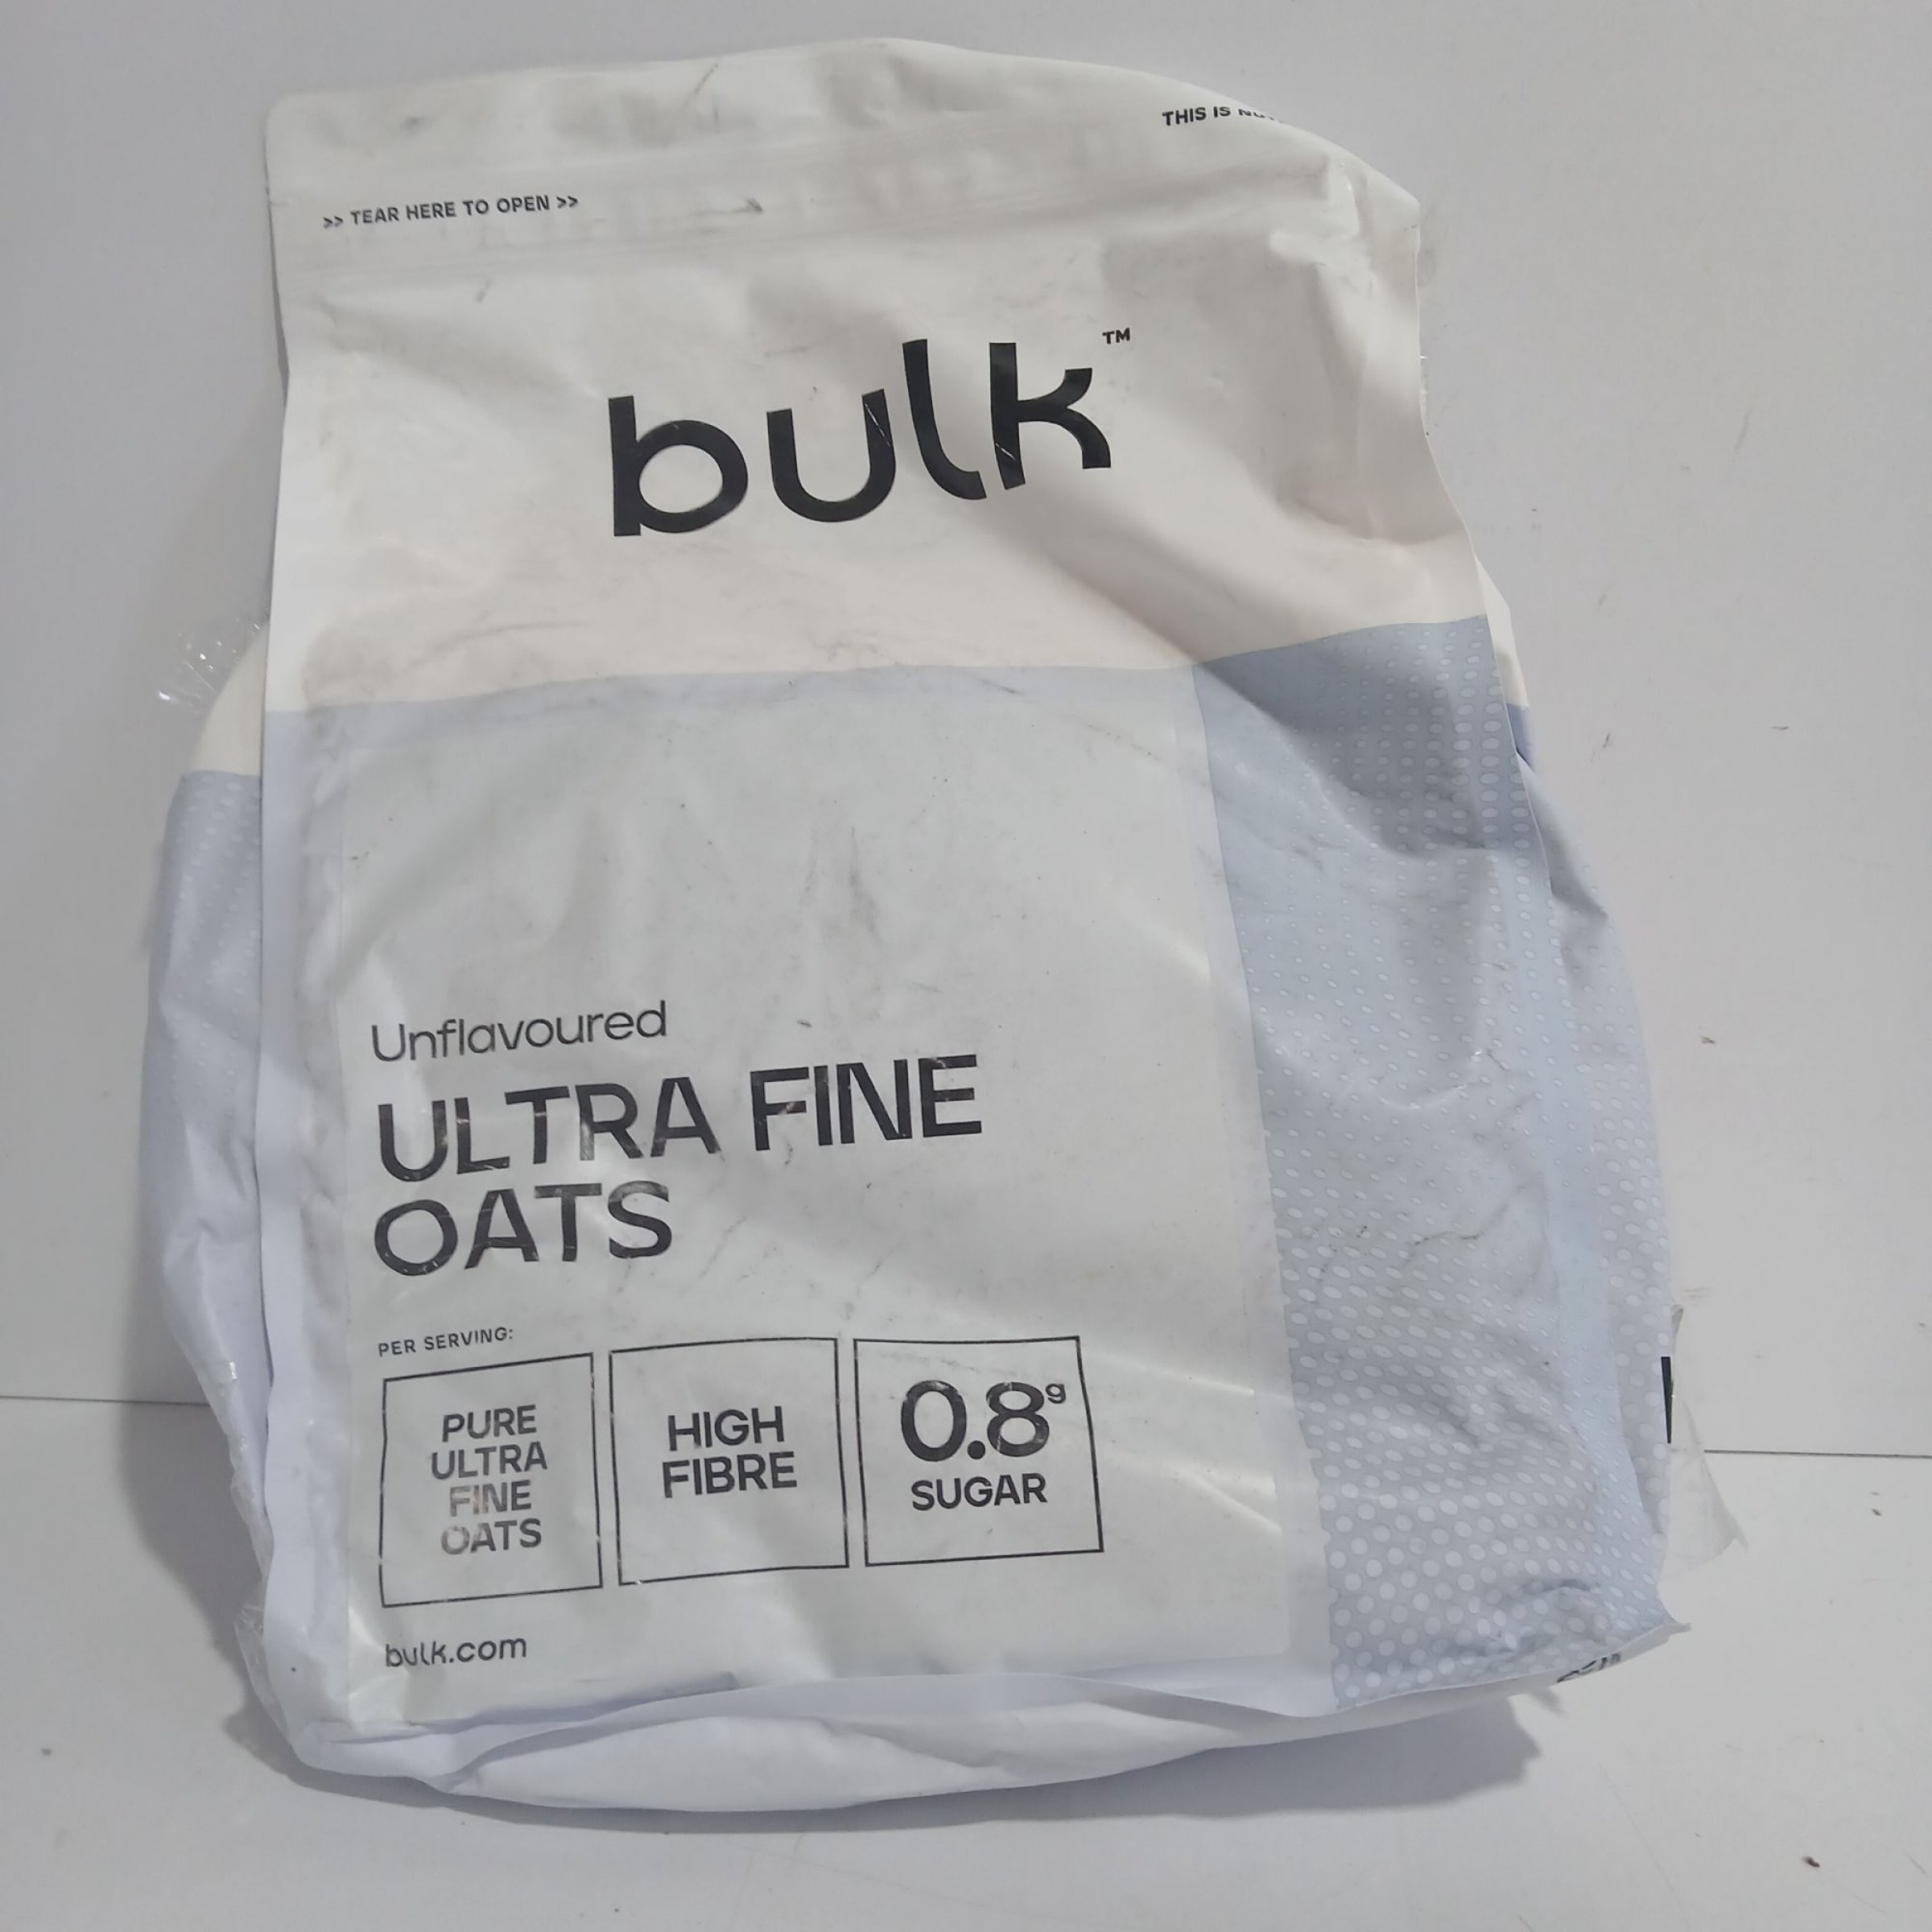 THIS IS
>> TEAR HERE TO OPEN >>
bulk™
Unflavoured
ULTRA FINE
OATS
PER SERVING:
PURE
ULTRA
FINE
OATS
HIGH
FIBRE
0.8g
SUGAR
bulk.com